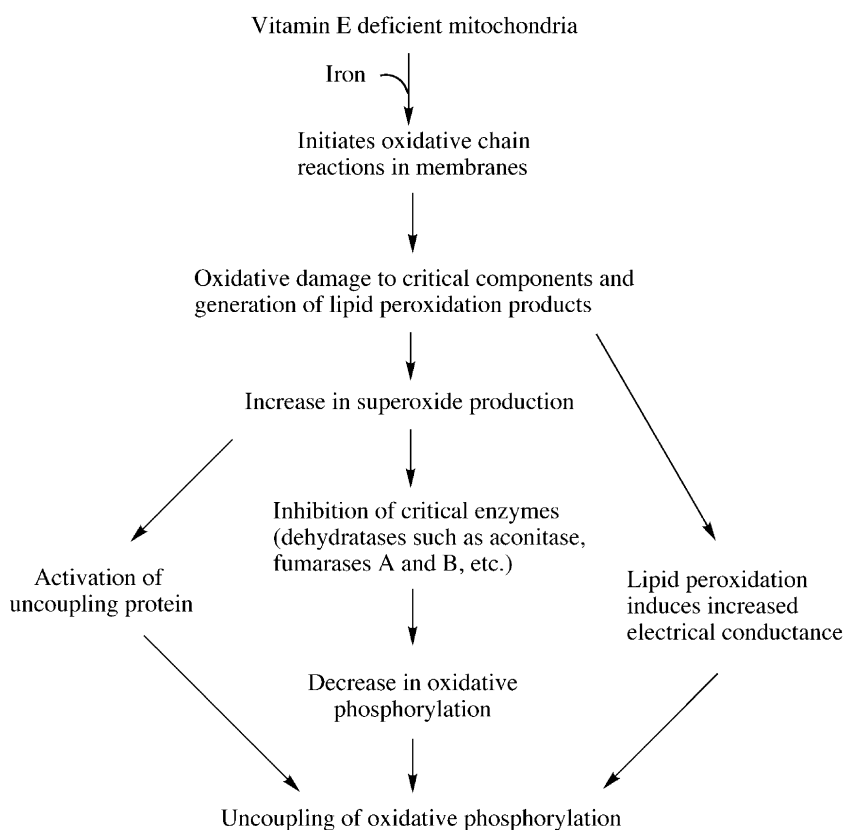 Vitamin E deficient mitochondria
Iron
Initiates oxidative chain
reactions in membranes
Oxidative damage to critical components and
generation of lipid peroxidation products
Increase in superoxide production
Inhibition of critical enzymes
(dehydratases such as aconitase,
fumarases A and B, etc.)
Activation of
uncoupling protein
Lipid peroxidation
induces increased
electrical conductance
Decrease in oxidative
phosphorylation
Uncoupling of oxidative phosphorylation